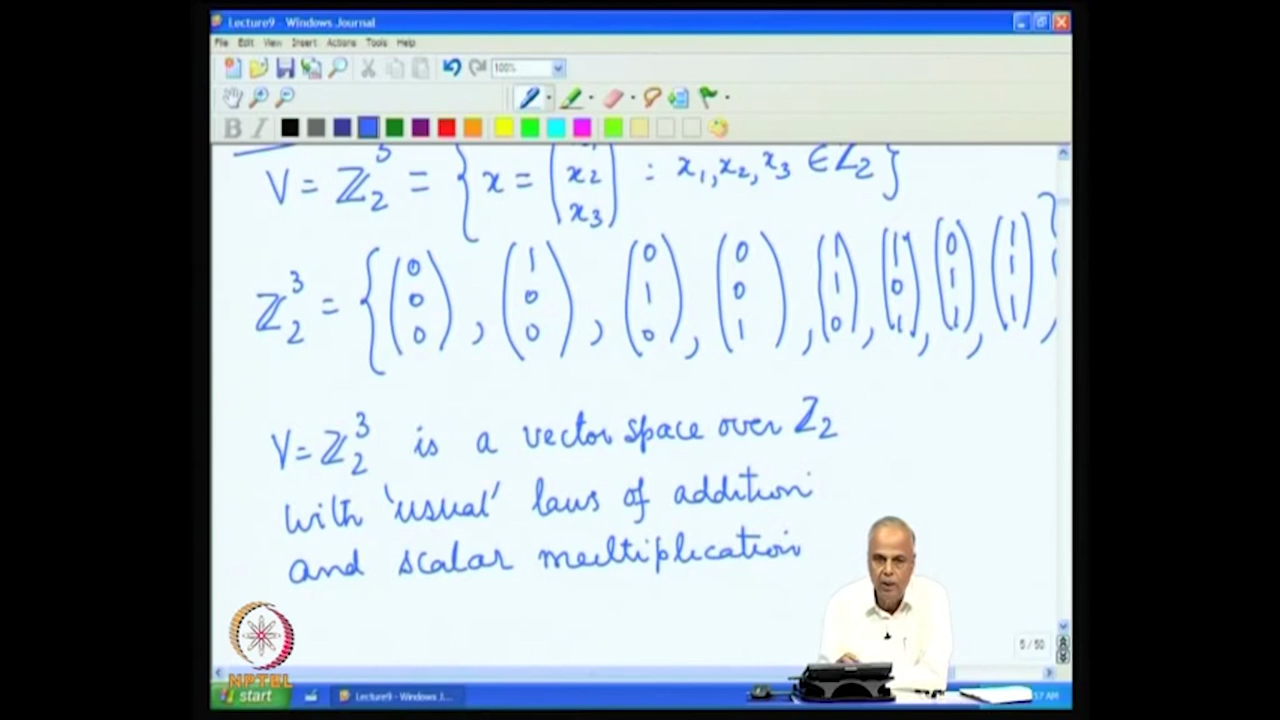 Lecture9 - Windows Journal
File Edit View Insert Actions Tools Help
100%
B I
V = ℤ₂³ = { x = ( x₁ x₂ x₃ ) : x₁, x₂, x₃ ∈ ℤ₂ }
ℤ₂³ = { ( 0 0 0 ) , ( 1 0 0 ) , ( 0 1 0 ) , ( 0 0 1 ) , ( 1 1 0 ) , ( 1 0 1 ) , ( 0 1 1 ) , ( 1 1 1 ) }
V = ℤ₂³ is a vector space over ℤ₂
with 'usual' laws of addition
and scalar multiplication
5 / 50
NPTEL
start Lecture9 - Windows J...
:57 AM